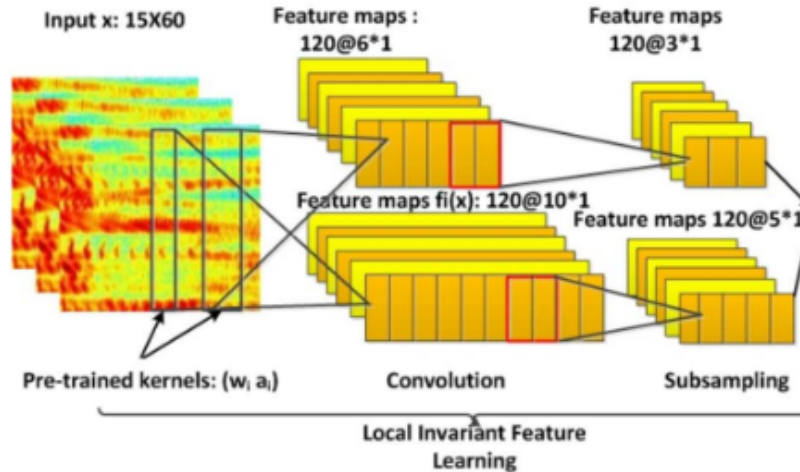 Input x: 15X60
Feature maps :
120@6*1
Feature maps
120@3*1
Feature maps fi(x): 120@10*1
Feature maps 120@5*1
Pre-trained kernels: (wᵢ aᵢ)
Convolution
Subsampling
Local Invariant Feature
Learning